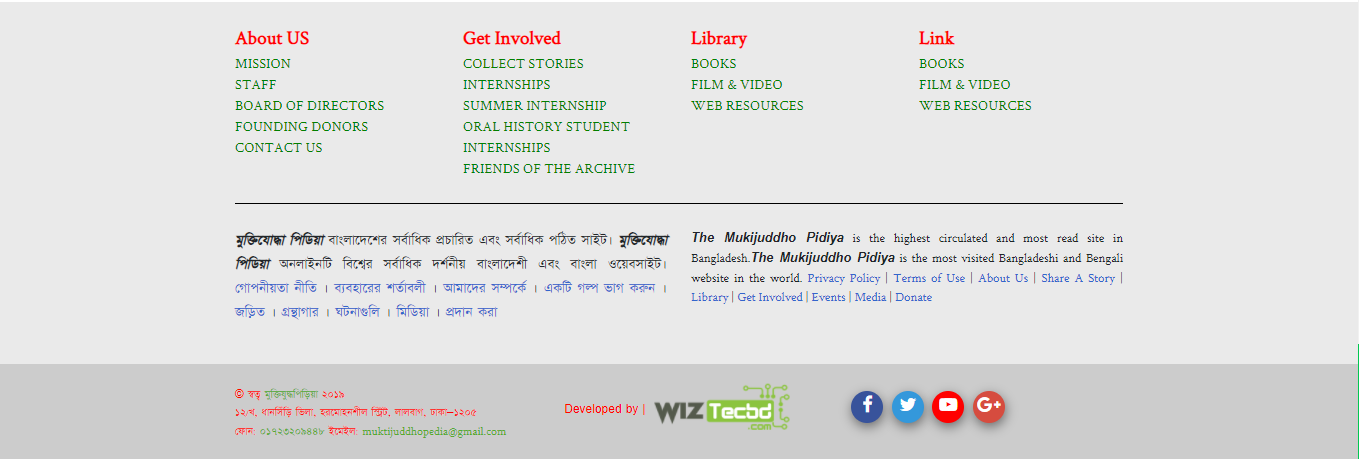 About US
MISSION
STAFF
BOARD OF DIRECTORS
FOUNDING DONORS
CONTACT US
Get Involved
COLLECT STORIES
INTERNSHIPS
SUMMER INTERNSHIP
ORAL HISTORY STUDENT
INTERNSHIPS
FRIENDS OF THE ARCHIVE
Library
BOOKS
FILM & VIDEO
WEB RESOURCES
Link
BOOKS
FILM & VIDEO
WEB RESOURCES
মুক্তিযোদ্ধা পিডিয়া বাংলাদেশের সর্বাধিক প্রচারিত এবং সর্বাধিক পঠিত সাইট। মুক্তিযোদ্ধা
পিডিয়া অনলাইনটি বিশ্বের সর্বাধিক দর্শনীয় বাংলাদেশী এবং বাংলা ওয়েবসাইট।
গোপনীয়তা নীতি । ব্যবহারের শর্তাবলী । আমাদের সম্পর্কে । একটি গল্প ভাগ করুন ।
জড়িত । গ্রন্থাগার । ঘটনাগুলি । মিডিয়া । প্রদান করা
The Mukijuddho Pidiya is the highest circulated and most read site in
Bangladesh.The Mukijuddho Pidiya is the most visited Bangladeshi and Bengali
website in the world. Privacy Policy | Terms of Use | About Us | Share A Story |
Library | Get Involved | Events | Media | Donate
© স্বত্ব মুক্তিযুদ্ধপিড়িয়া ২০১৯
১২/খ, ধানসিঁড়ি ভিলা, হরমোহনশীল স্ট্রিট, লালবাগ, ঢাকা–১২০৫
ফোন: ০১৭২৩২০৯৪৪৮ ইমেইল: muktijuddhopedia@gmail.com
Developed by |
WIZ Tecbd
.com
G+